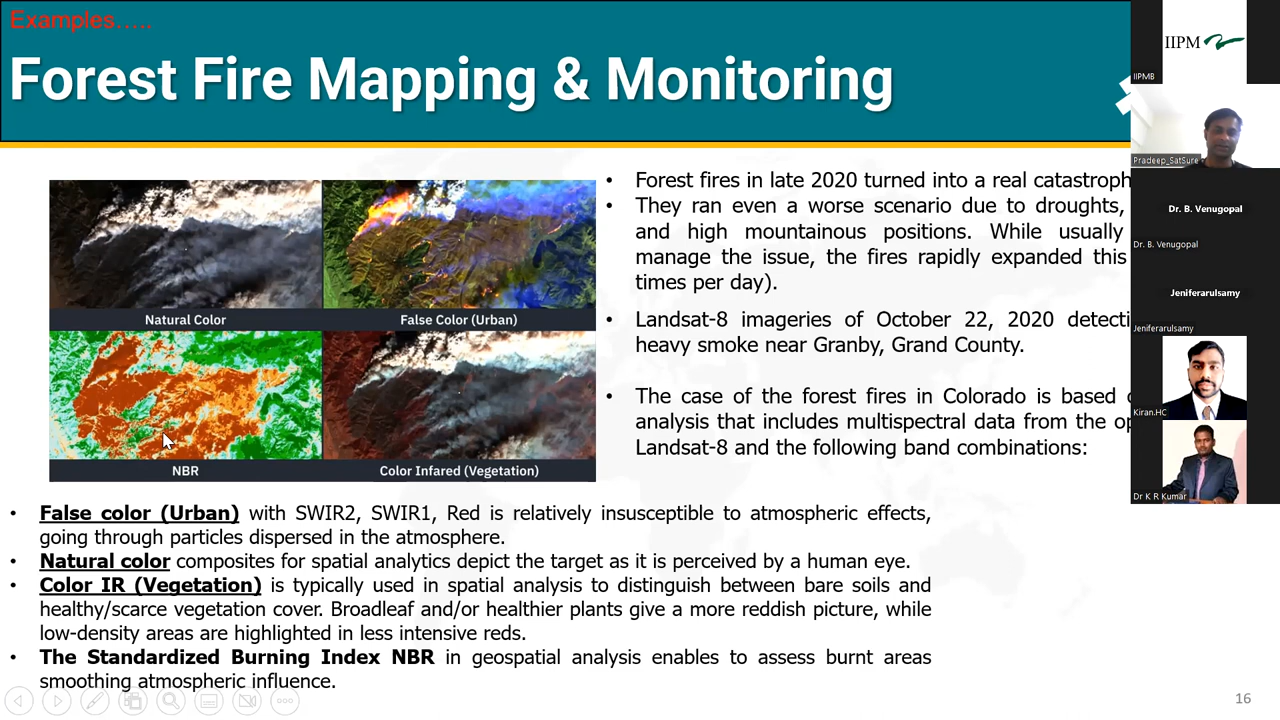 Examples.....
Forest Fire Mapping & Monitoring
Natural Color
False Color (Urban)
NBR
Color Infared (Vegetation)
• Forest fires in late 2020 turned into a real catastroph
• They ran even a worse scenario due to droughts,
and high mountainous positions. While usually
manage the issue, the fires rapidly expanded this
times per day).
• Landsat-8 imageries of October 22, 2020 detecti
heavy smoke near Granby, Grand County.
• The case of the forest fires in Colorado is based
analysis that includes multispectral data from the op
Landsat-8 and the following band combinations:
• False color (Urban) with SWIR2, SWIR1, Red is relatively insusceptible to atmospheric effects,
going through particles dispersed in the atmosphere.
• Natural color composites for spatial analytics depict the target as it is perceived by a human eye.
• Color IR (Vegetation) is typically used in spatial analysis to distinguish between bare soils and
healthy/scarce vegetation cover. Broadleaf and/or healthier plants give a more reddish picture, while
low-density areas are highlighted in less intensive reds.
• The Standardized Burning Index NBR in geospatial analysis enables to assess burnt areas
smoothing atmospheric influence.
16
IIPM
IIPMB
Pradeep_SatSure
Dr. B. Venugopal
Dr. B. Venugopal
Jeniferarulsamy
Jeniferarulsamy
Kiran.HC
Dr K R Kumar